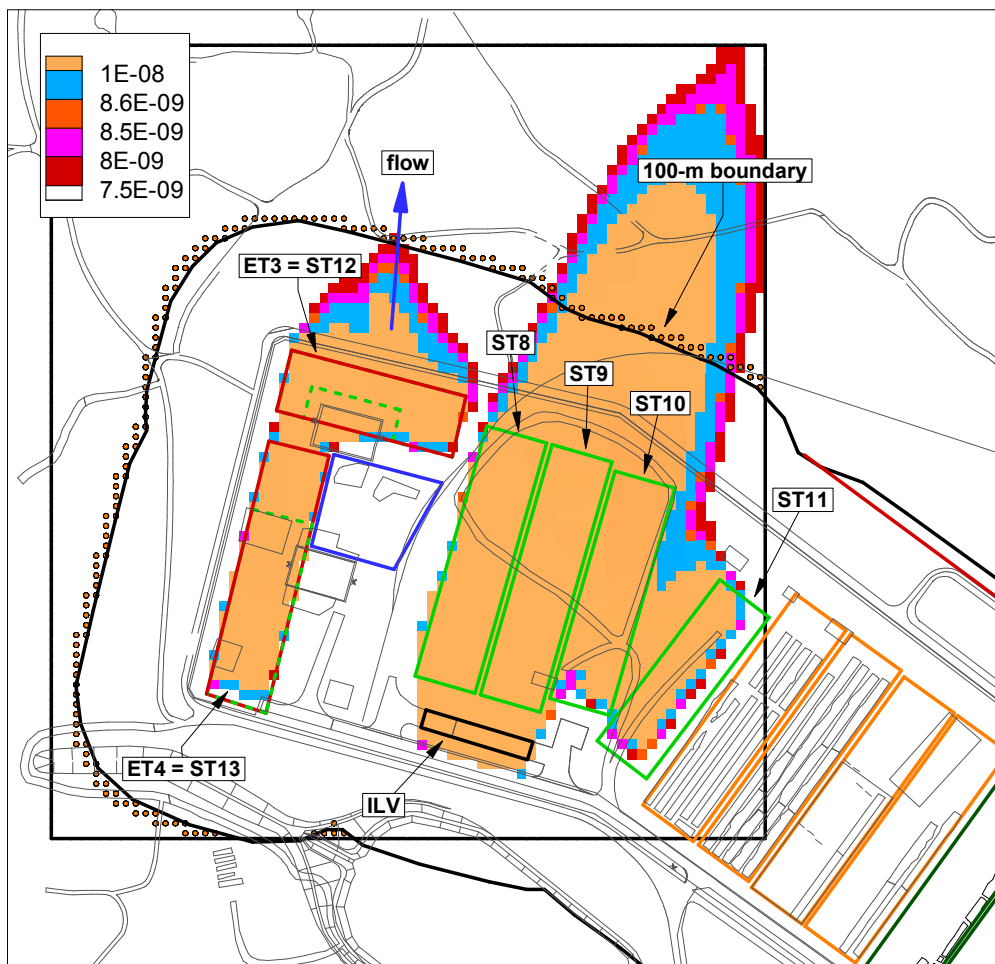 1E-08
8.6E-09
8.5E-09
8E-09
7.5E-09
flow
100-m boundary
ET3 = ST12
ST8
ST9
ST10
ST11
ET4 = ST13
ILV